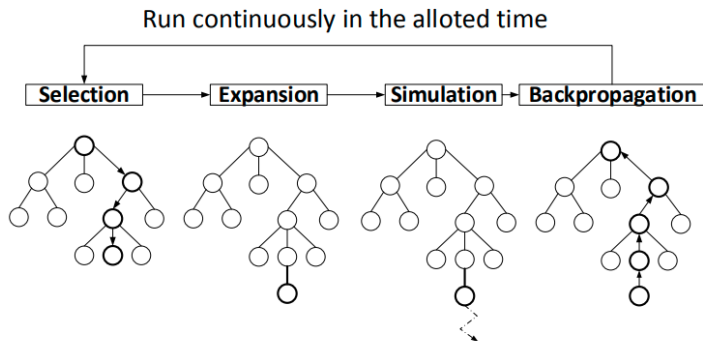 Run continuously in the alloted time
Selection Expansion Simulation Backpropagation